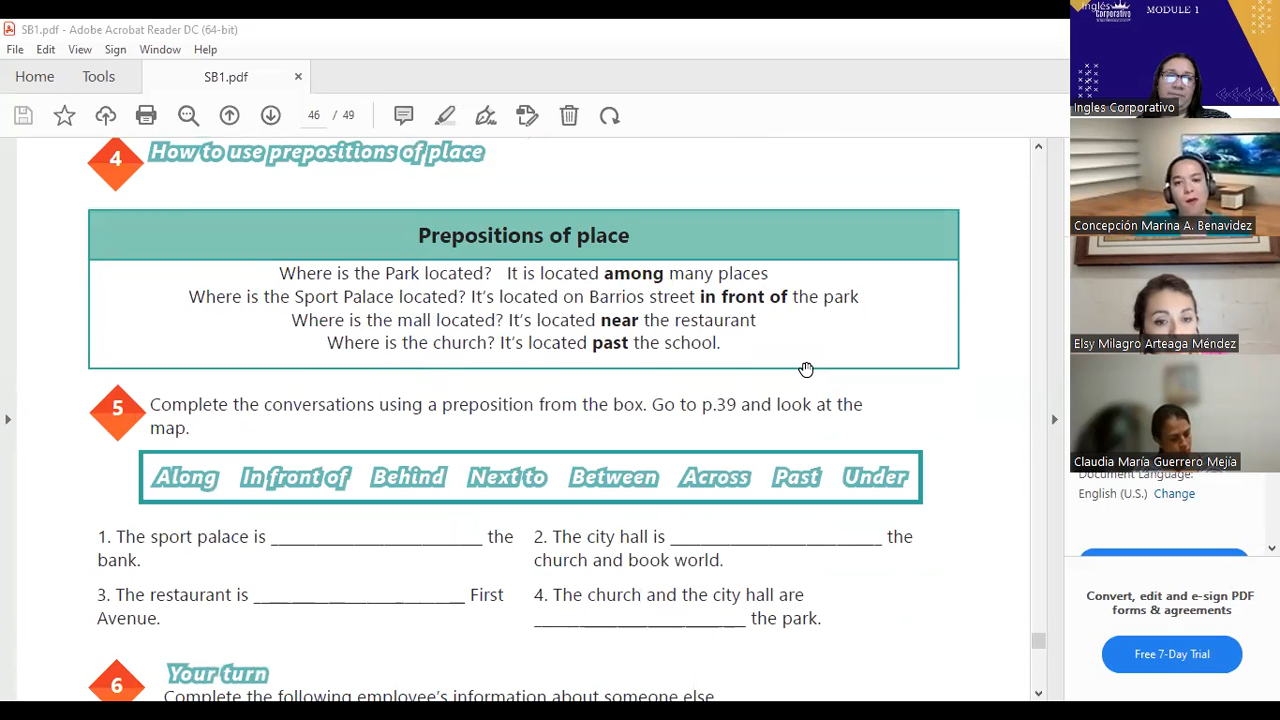 SB1.pdf - Adobe Acrobat Reader DC (64-bit)
File Edit View Sign Window Help
Home Tools SB1.pdf ×
46 / 49
4 How to use prepositions of place
Prepositions of place
Where is the Park located? It is located among many places
Where is the Sport Palace located? It's located on Barrios street in front of the park
Where is the mall located? It's located near the restaurant
Where is the church? It's located past the school.
5 Complete the conversations using a preposition from the box. Go to p.39 and look at the
map.
Along In front of Behind Next to Between Across Past Under
1. The sport palace is ______________________ the
bank.
2. The city hall is ______________________ the
church and book world.
3. The restaurant is ______________________ First
Avenue.
4. The church and the city hall are
______________________ the park.
6 Your turn
Complete the following employee's information about someone else
Inglés
Corporativo
MODULE 1
Ingles Corporativo
Concepción Marina A. Benavidez
Elsy Milagro Arteaga Méndez
Claudia María Guerrero Mejía
Document Language:
English (U.S.) Change
Convert, edit and e-sign PDF
forms & agreements
Free 7-Day Trial